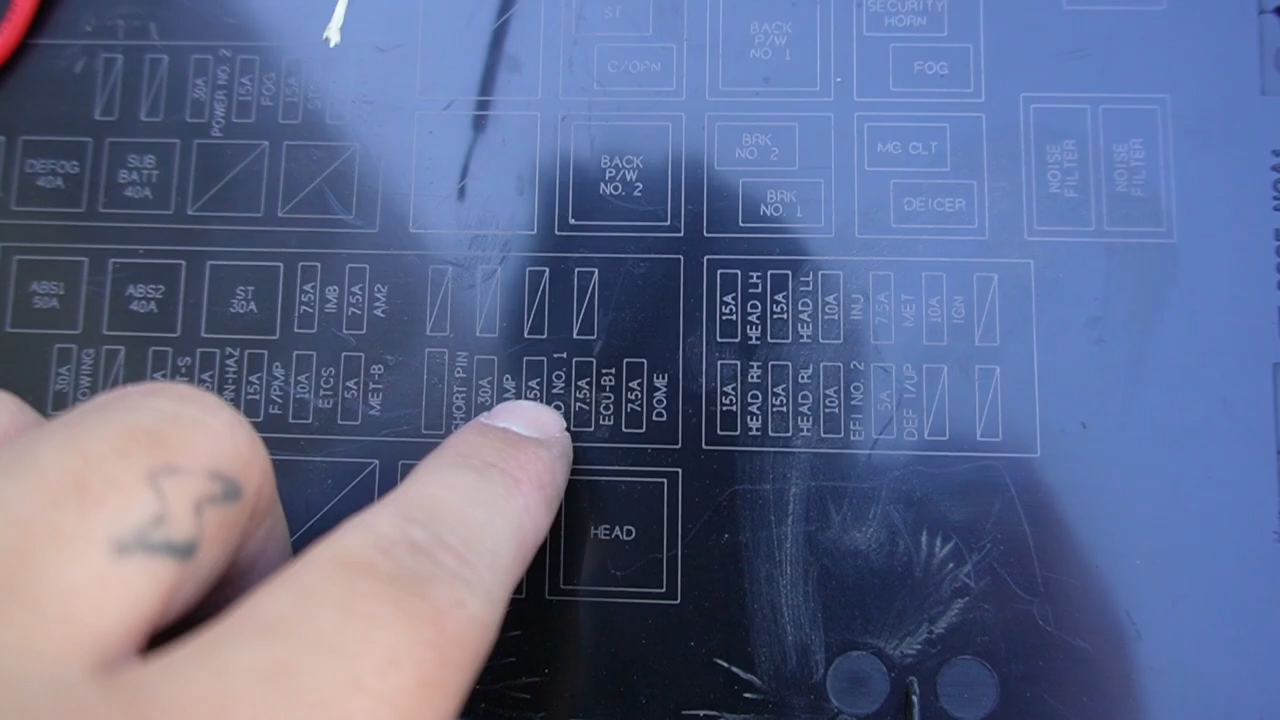 SECURITY
HORN
ST
BACK
P/W
NO. 1
C/OPN
FOG
30A
POWER NO. 2
15A
FOG
15A
DEFOG
40A
SUB
BATT
40A
BACK
P/W
NO. 2
BRK
NO. 2
BRK
NO. 1
MG CLT
DEICER
NOISE
FILTER
NOISE
FILTER
ABS1
50A
ABS2
40A
ST
30A
7.5A
IMB
7.5A
AM2
15A
HEAD LH
15A
HEAD LL
10A
INJ
7.5A
MET
10A
IGN
30A
15A
F/PMP
10A
ETCS
5A
MET-B
SHORT PIN
30A
NO. 1
7.5A
ECU-B1
7.5A
DOME
15A
HEAD RH
15A
HEAD RL
10A
EFI NO. 2
5A
DEF I/UP
HEAD